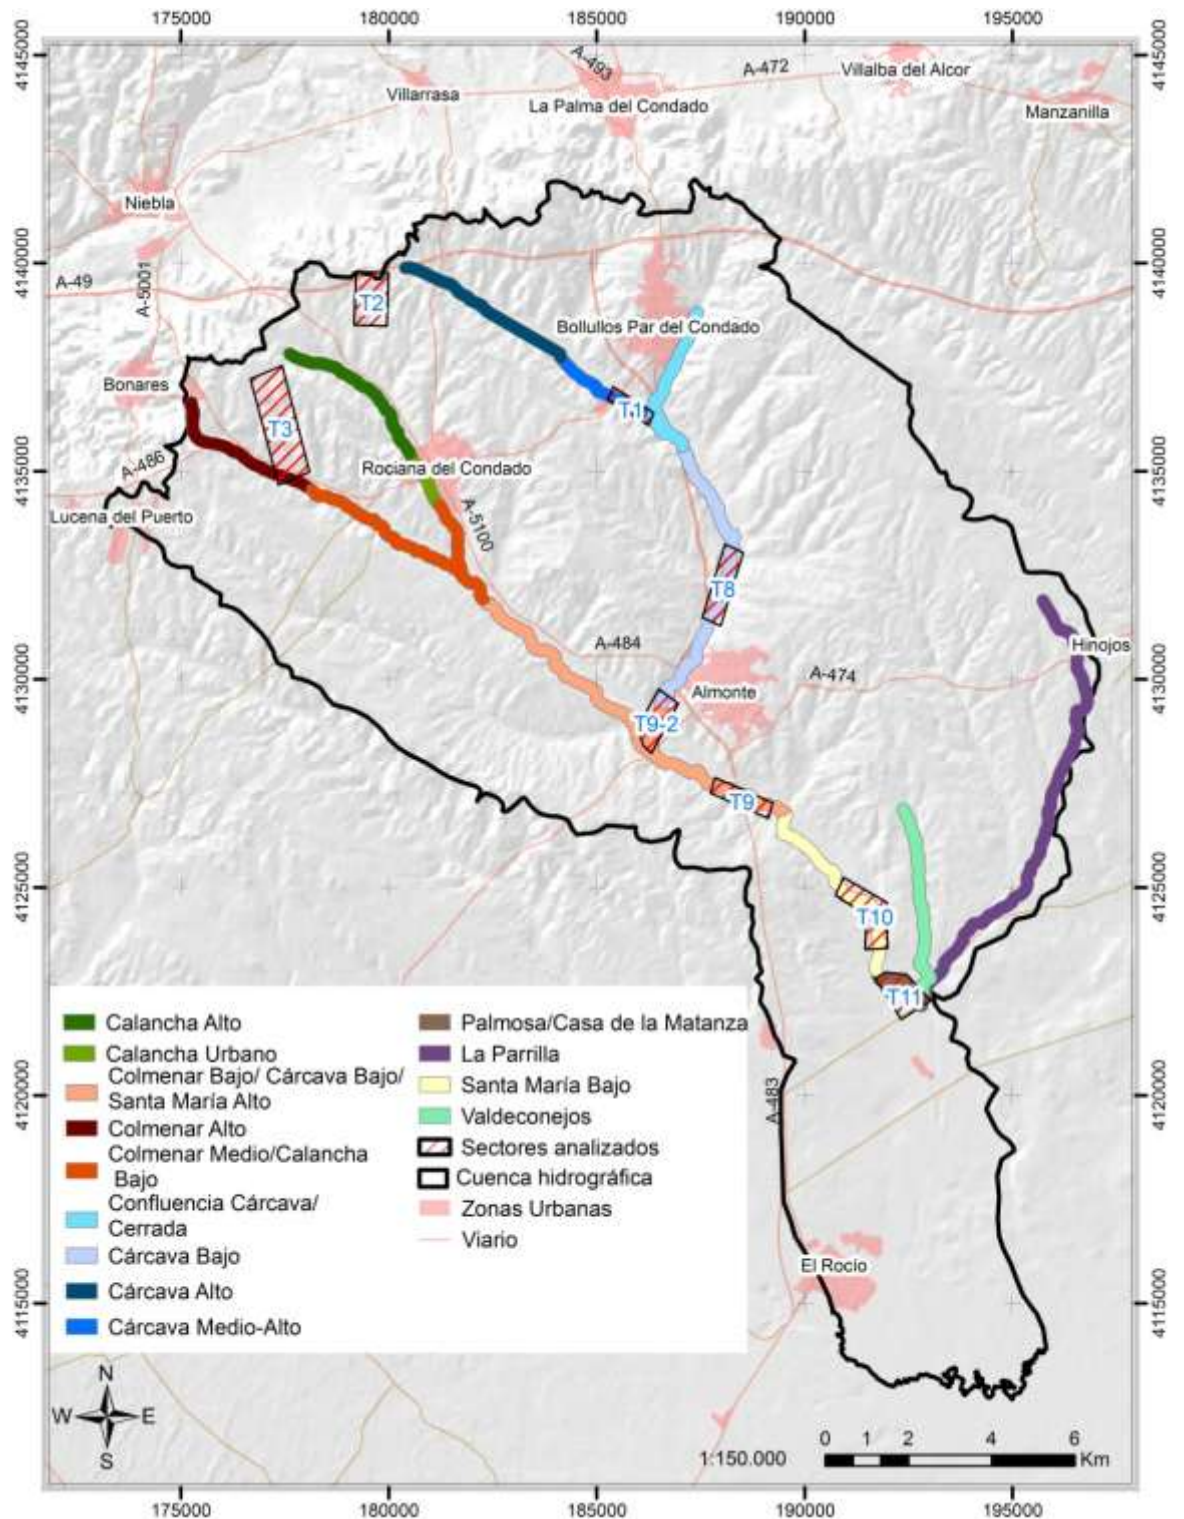 175000
180000
185000
190000
195000
4145000
4145000
A-493
A-472
Villalba del Alcor
Villarrasa
La Palma del Condado
Manzanilla
Niebla
4140000
4140000
A-49
A-5001
T2
Bollullos Par del Condado
Bonares
T3
T1
A-486
Rociana del Condado
4135000
4135000
Lucena del Puerto
A-5100
T8
A-484
Hinojos
A-474
4130000
4130000
Almonte
T9-2
T9
4125000
4125000
T10
T11
Calancha Alto
Calancha Urbano
Colmenar Bajo/ Cárcava Bajo/
Santa María Alto
Colmenar Alto
Colmenar Medio/Calancha
Bajo
Confluencia Cárcava/
Cerrada
Cárcava Bajo
Cárcava Alto
Cárcava Medio-Alto
Palmosa/Casa de la Matanza
La Parrilla
Santa María Bajo
Valdeconejos
Sectores analizados
Cuenca hidrográfica
Zonas Urbanas
Viario
4120000
4120000
A-483
El Rocío
4115000
4115000
N
W
E
S
1:150.000
0 1 2 4 6
Km
175000
180000
185000
190000
195000